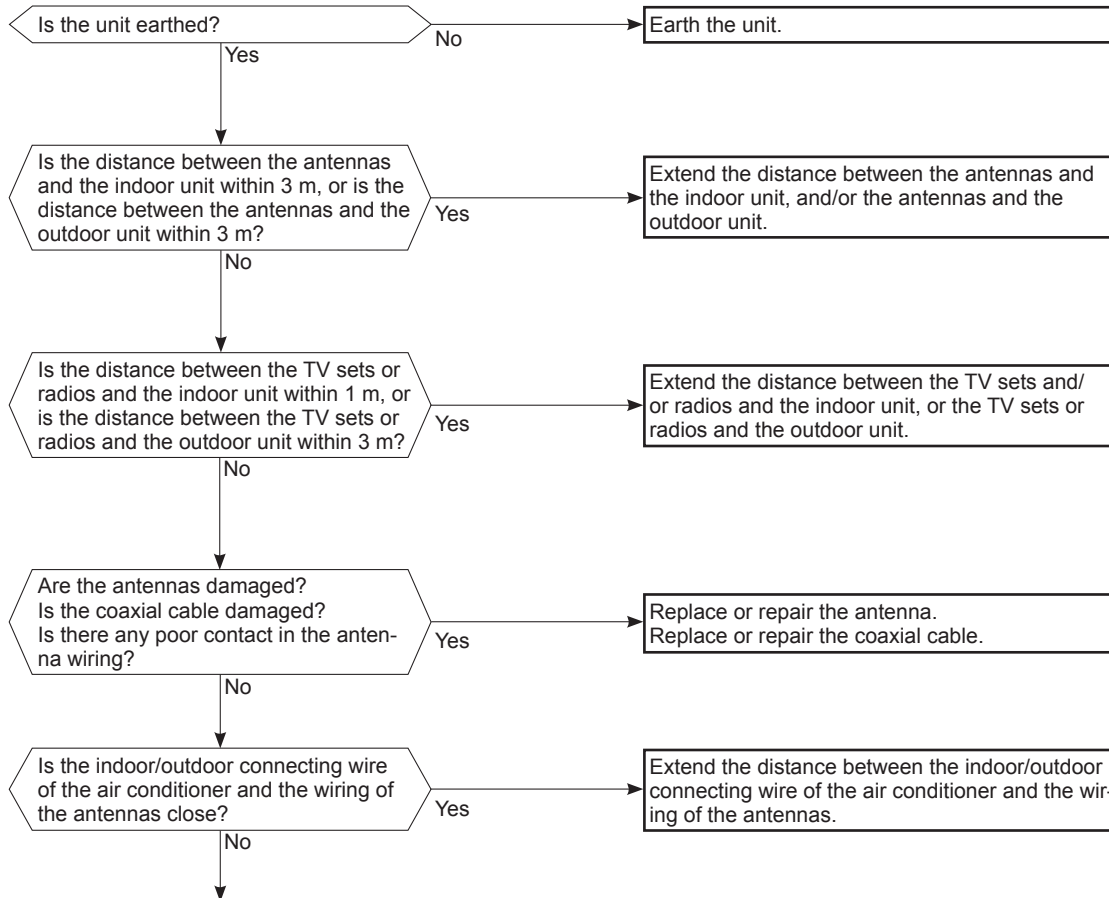 Is the unit earthed?
No
Earth the unit.
Yes
Is the distance between the antennas
and the indoor unit within 3 m, or is the
distance between the antennas and the
outdoor unit within 3 m?
Yes
Extend the distance between the antennas and
the indoor unit, and/or the antennas and the
outdoor unit.
No
Is the distance between the TV sets or
radios and the indoor unit within 1 m, or
is the distance between the TV sets or
radios and the outdoor unit within 3 m?
Yes
Extend the distance between the TV sets and/
or radios and the indoor unit, or the TV sets or
radios and the outdoor unit.
No
Are the antennas damaged?
Is the coaxial cable damaged?
Is there any poor contact in the anten-
na wiring?
Yes
Replace or repair the antenna.
Replace or repair the coaxial cable.
No
Is the indoor/outdoor connecting wire
of the air conditioner and the wiring of
the antennas close?
Yes
Extend the distance between the indoor/outdoor
connecting wire of the air conditioner and the wir-
ing of the antennas.
No